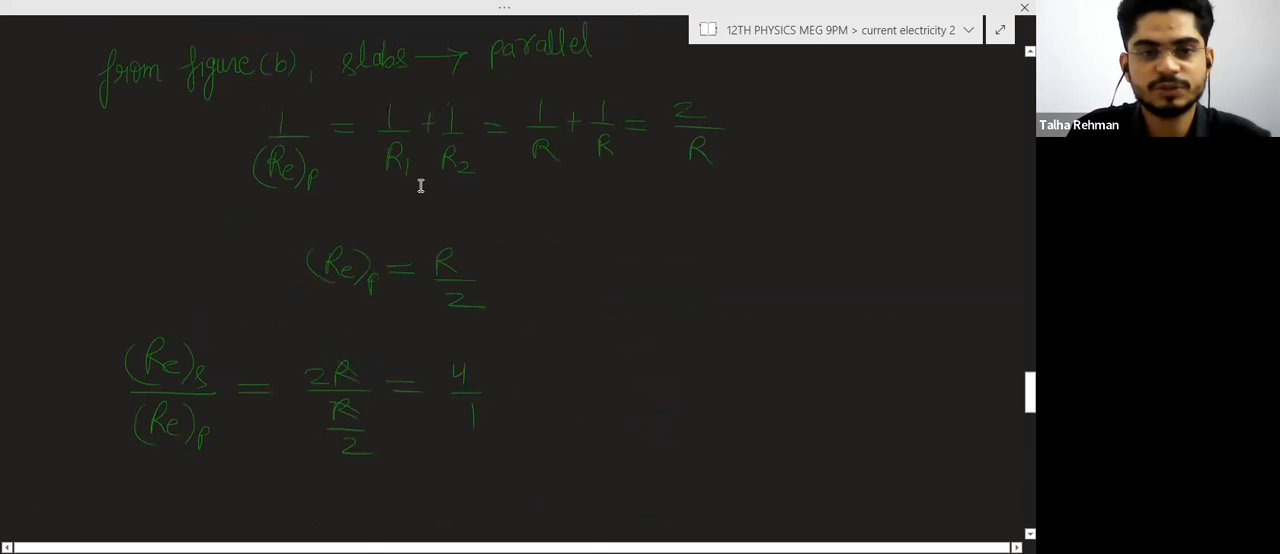 12TH PHYSICS MEG 9PM > current electricity 2
Talha Rehman
from figure(b), slabs → parallel
1/(Re)p = 1/R1 + 1/R2 = 1/R + 1/R = 2/R
(Re)p = R/2
(Re)s/(Re)p = 2R/(R/2) = 4/1